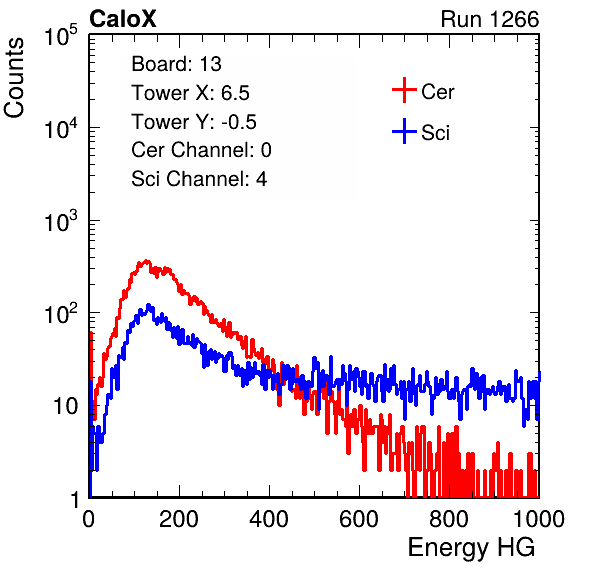 CaloX Run 1266
Counts
10^5
10^4
10^3
10^2
10
1
Board: 13
Tower X: 6.5
Tower Y: -0.5
Cer Channel: 0
Sci Channel: 4
Cer
Sci
0 200 400 600 800 1000
Energy HG